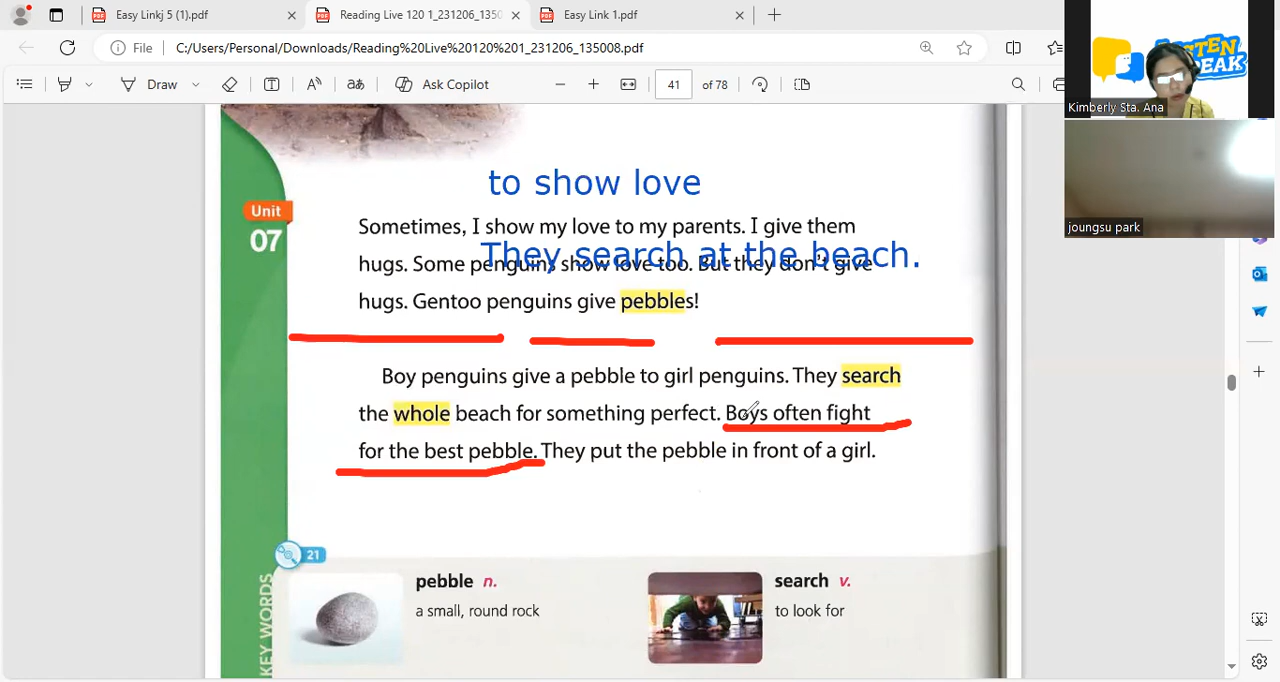 Easy Linkj 5 (1).pdf
Reading Live 120 1_231206_1350
Easy Link 1.pdf
File
C:/Users/Personal/Downloads/Reading%20Live%20120%201_231206_135008.pdf
Draw
Ask Copilot
41 of 78
LISTEN
SPEAK
Kimberly Sta. Ana
joungsu park
to show love
Unit
07
Sometimes, I show my love to my parents. I give them
They search at the beach.
hugs. Some penguins show love too. But they don't give
hugs. Gentoo penguins give pebbles!
Boy penguins give a pebble to girl penguins. They search
the whole beach for something perfect. Boys often fight
for the best pebble. They put the pebble in front of a girl.
21
KEY WORDS
pebble n.
a small, round rock
search v.
to look for